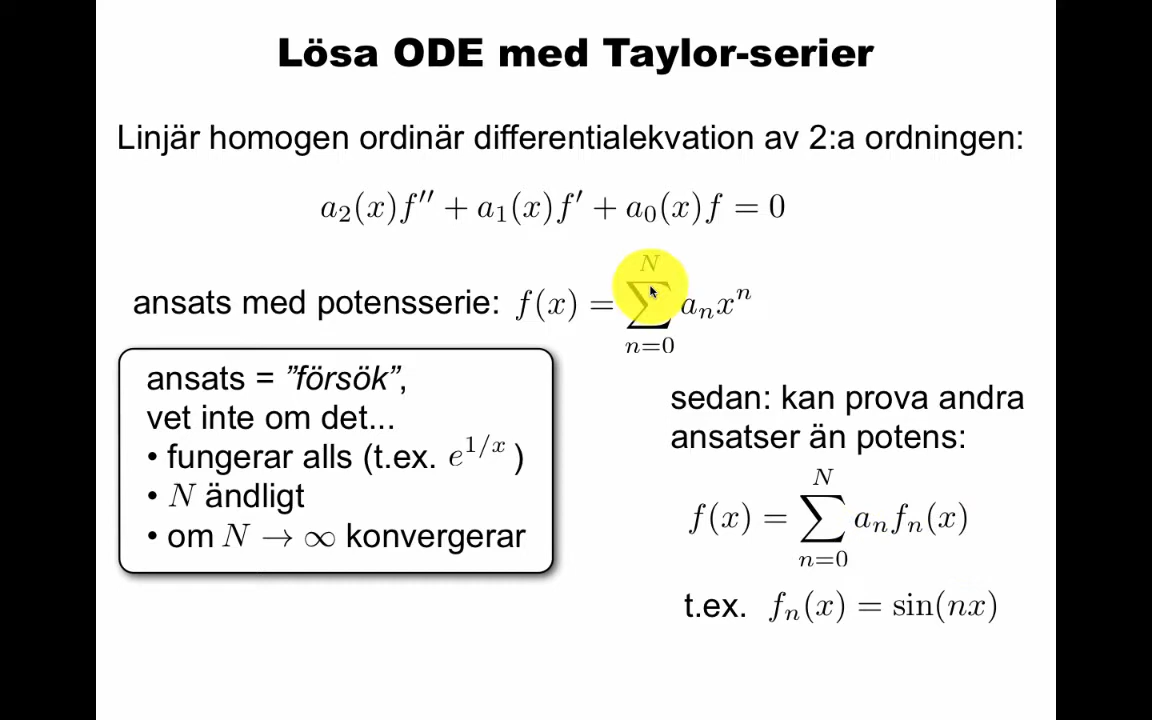 Lösa ODE med Taylor-serier
Linjär homogen ordinär differentialekvation av 2:a ordningen:
a₂(x)f′′ + a₁(x)f′ + a₀(x)f = 0
ansats med potensserie: f(x) = ∑_{n=0}^{N} aₙxⁿ
ansats = ”försök”,
vet inte om det...
• fungerar alls (t.ex. e^{1/x} )
• N ändligt
• om N → ∞ konvergerar
sedan: kan prova andra
ansatser än potens:
f(x) = ∑_{n=0}^{N} aₙfₙ(x)
t.ex. fₙ(x) = sin(nx)